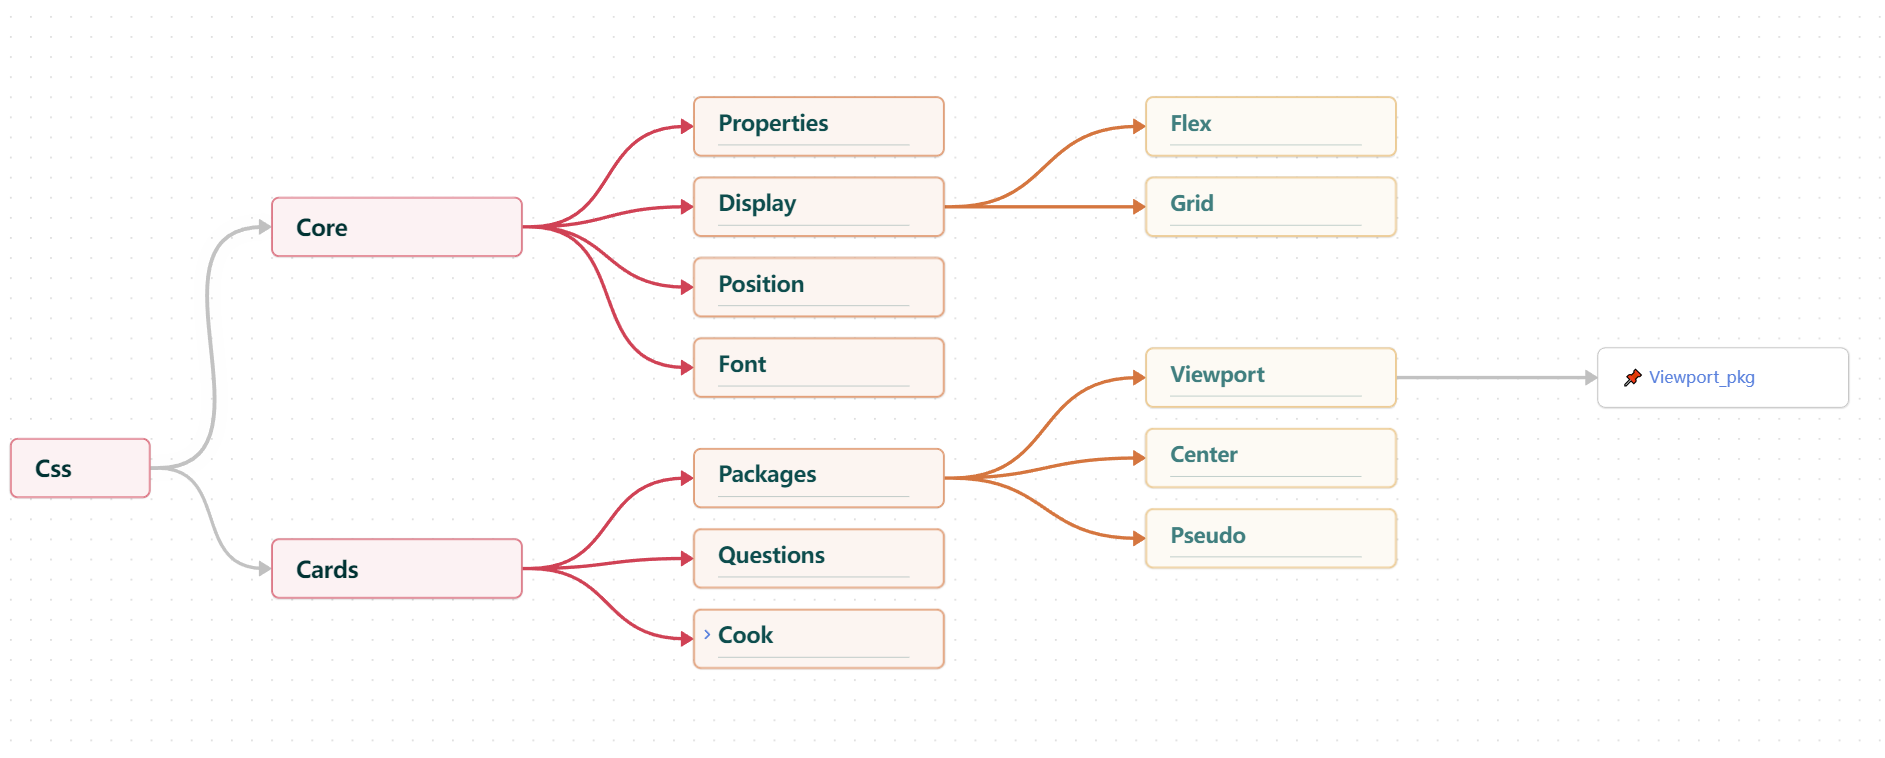 Css
Core
Properties
Display
Flex
Grid
Position
Font
Cards
Packages
Viewport
📌 Viewport_pkg
Center
Pseudo
Questions
Cook